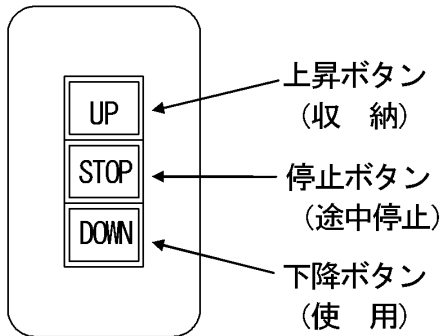 UP
上昇ボタン
（収　納）
STOP
停止ボタン
（途中停止）
DOWN
下降ボタン
（使　用）